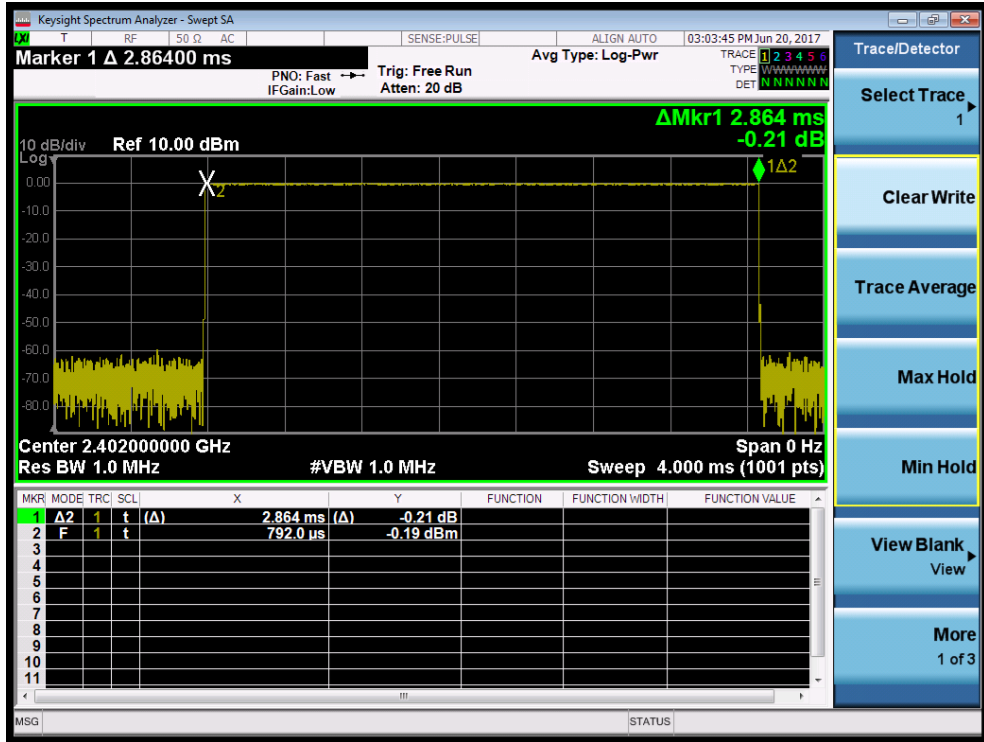 Keysight Spectrum Analyzer - Swept SA
LXI T RF 50 Ω AC SENSE:PULSE ALIGN AUTO 03:03:45 PM Jun 20, 2017
Marker 1 Δ 2.86400 ms
PNO: Fast
IFGain:Low
Trig: Free Run
Atten: 20 dB
Avg Type: Log-Pwr
TRACE 1 2 3 4 5 6
TYPE WWWWWW
DET N N N N N N
ΔMkr1 2.864 ms
-0.21 dB
10 dB/div Ref 10.00 dBm
Log
1Δ2
2
0.00
-10.0
-20.0
-30.0
-40.0
-50.0
-60.0
-70.0
-80.0
Center 2.402000000 GHz Span 0 Hz
Res BW 1.0 MHz #VBW 1.0 MHz Sweep 4.000 ms (1001 pts)
MKR MODE TRC SCL X Y FUNCTION FUNCTION WIDTH FUNCTION VALUE
1 Δ2 1 t (Δ) 2.864 ms (Δ) -0.21 dB
2 F 1 t 792.0 µs -0.19 dBm
3
4
5
6
7
8
9
10
11
MSG STATUS
Trace/Detector
Select Trace
1
Clear Write
Trace Average
Max Hold
Min Hold
View Blank
View
More
1 of 3